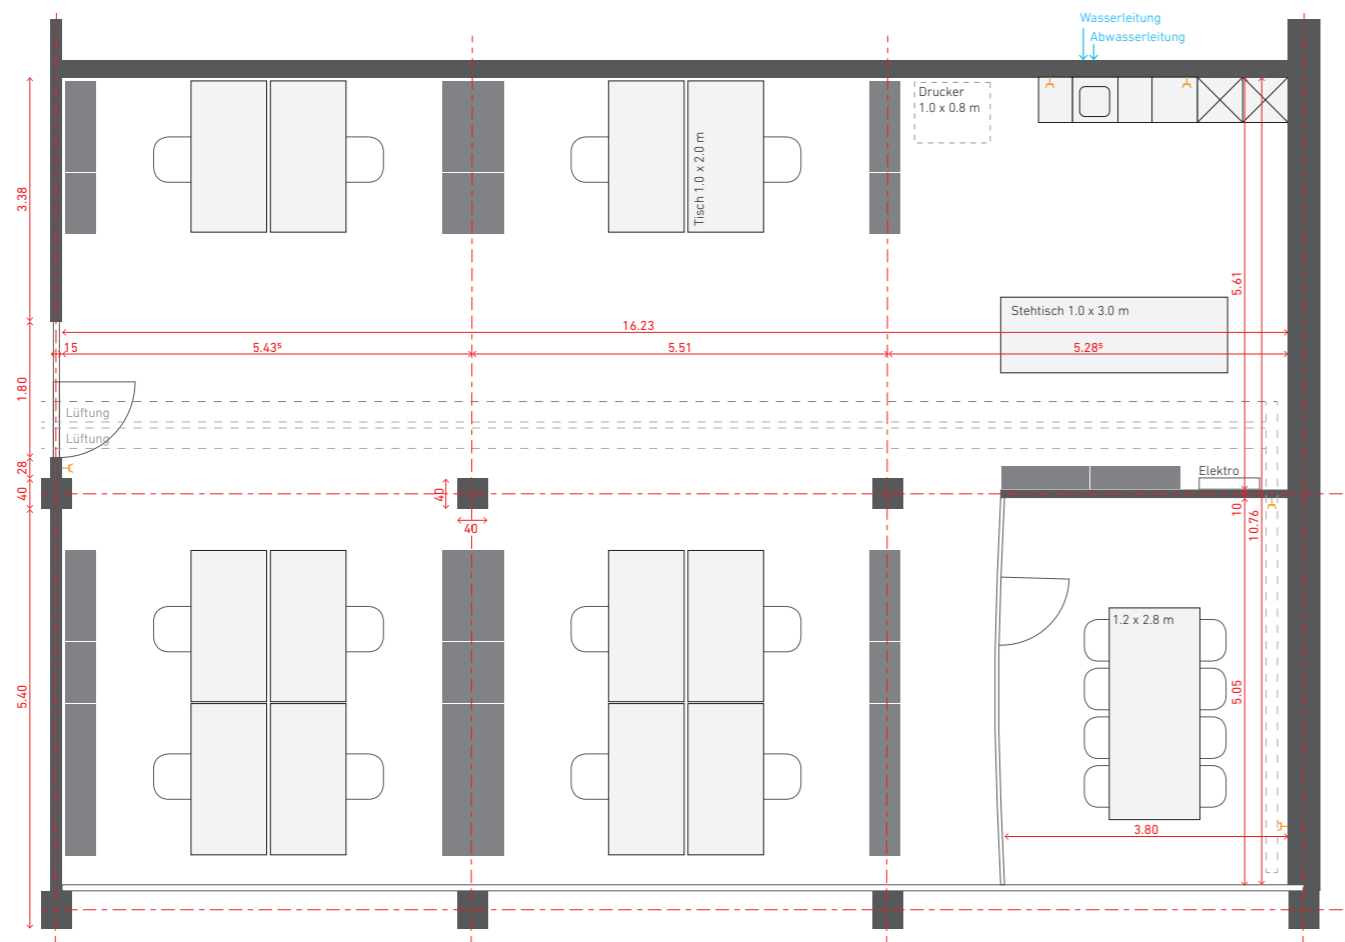 Wasserleitung
Abwasserleitung
Drucker
1.0 x 0.8 m
Tisch 1.0 x 2.0 m
3.38
5.61
Stehtisch 1.0 x 3.0 m
16.23
15
5.43⁵
5.51
5.28⁵
1.80
Lüftung
Lüftung
28
Elektro
40
40
40
10
10.76
1.2 x 2.8 m
5.40
5.05
3.80